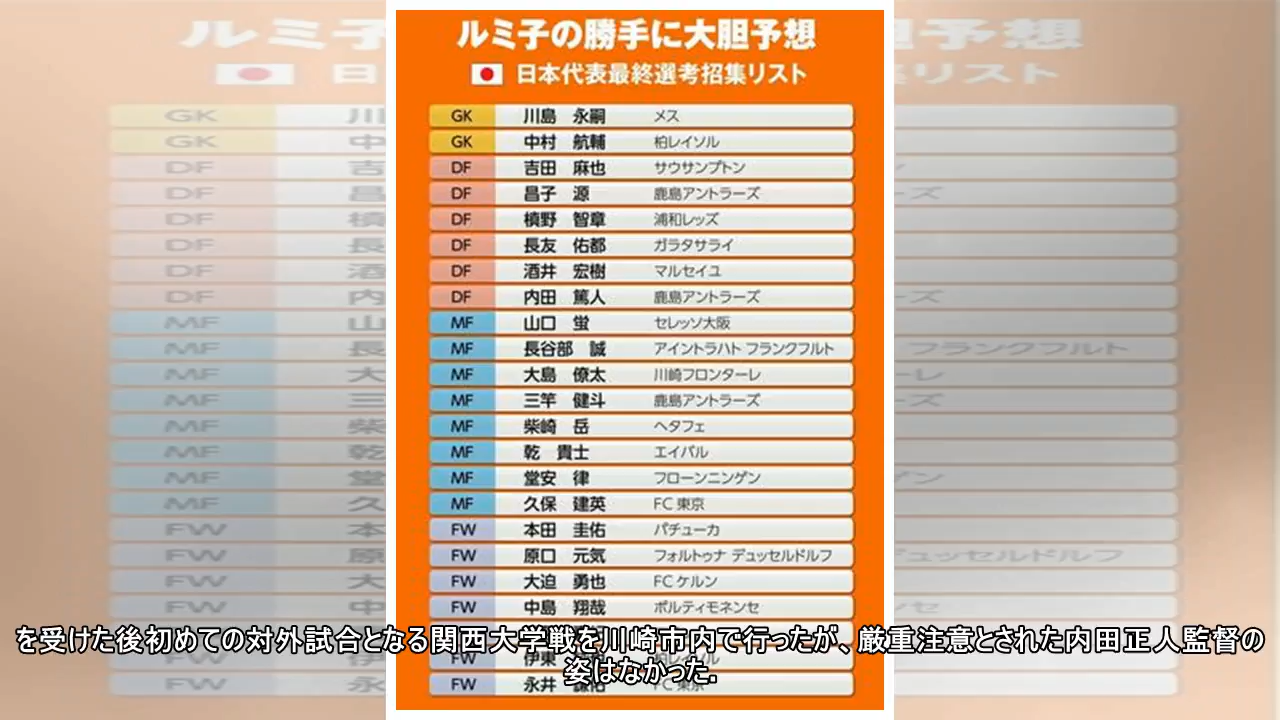 ルミ子の勝手に大胆予想
日本代表最終選考招集リスト
GK 川島 永嗣 メス
GK 中村 航輔 柏レイソル
DF 吉田 麻也 サウサンプトン
DF 昌子 源 鹿島アントラーズ
DF 槙野 智章 浦和レッズ
DF 長友 佑都 ガラタサライ
DF 酒井 宏樹 マルセイユ
DF 内田 篤人 鹿島アントラーズ
MF 山口 蛍 セレッソ大阪
MF 長谷部 誠 アイントラハト フランクフルト
MF 大島 僚太 川崎フロンターレ
MF 三竿 健斗 鹿島アントラーズ
MF 柴崎 岳 ヘタフェ
MF 乾 貴士 エイバル
MF 堂安 律 フローンニンゲン
MF 久保 建英 FC東京
FW 本田 圭佑 パチューカ
FW 原口 元気 フォルトゥナ デュッセルドルフ
FW 大迫 勇也 FCケルン
FW 中島 翔哉 ポルティモネンセ
を受けた後初めての対外試合となる関西大学戦を川崎市内で行ったが、厳重注意とされた内田正人監督の
姿はなかった.
FW 伊東 柏レイソル
FW 永井 謙佑 FC東京